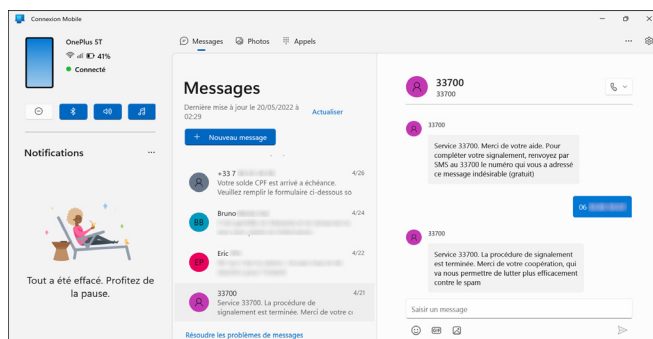 Connexion Mobile
OnePlus 5T
41%
Connecté
Notifications
Tout a été effacé. Profitez de
la pause.
Messages
Photos
Appels
Messages
Dernière mise à jour le 20/05/2022 à
02:29
Actualiser
+ Nouveau message
+33 7
4/26
Votre solde CPF est arrivé a échéance.
Veuillez remplir le formulaire ci-dessous so
BB
Bruno
4/24
EP
Eric
4/22
33700
4/21
Service 33700. La procédure de
signalement est terminée. Merci de votre c
Résoudre les problèmes de messages
33700
33700
33700
Service 33700. Merci de votre aide. Pour
compléter votre signalement, renvoyez par
SMS au 33700 le numéro qui vous a adressé
ce message indésirable (gratuit)
06
33700
Service 33700. La procédure de signalement
est terminée. Merci de votre coopération, qui
va nous permettre de lutter plus efficacement
contre le spam
Saisir un message
GIF